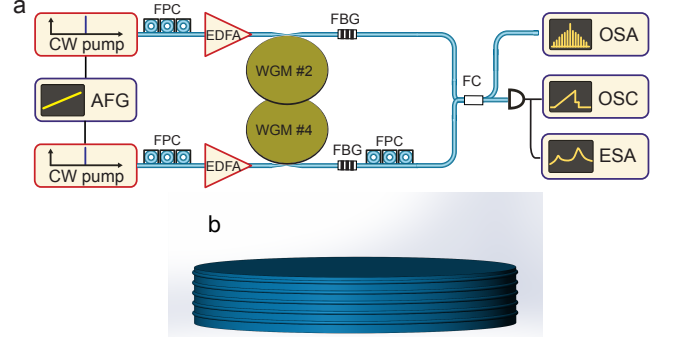 a
FPC
FBG
CW pump
EDFA
OSA
WGM #2
FC
AFG
OSC
WGM #4
FPC
FBG
FPC
CW pump
EDFA
ESA
b